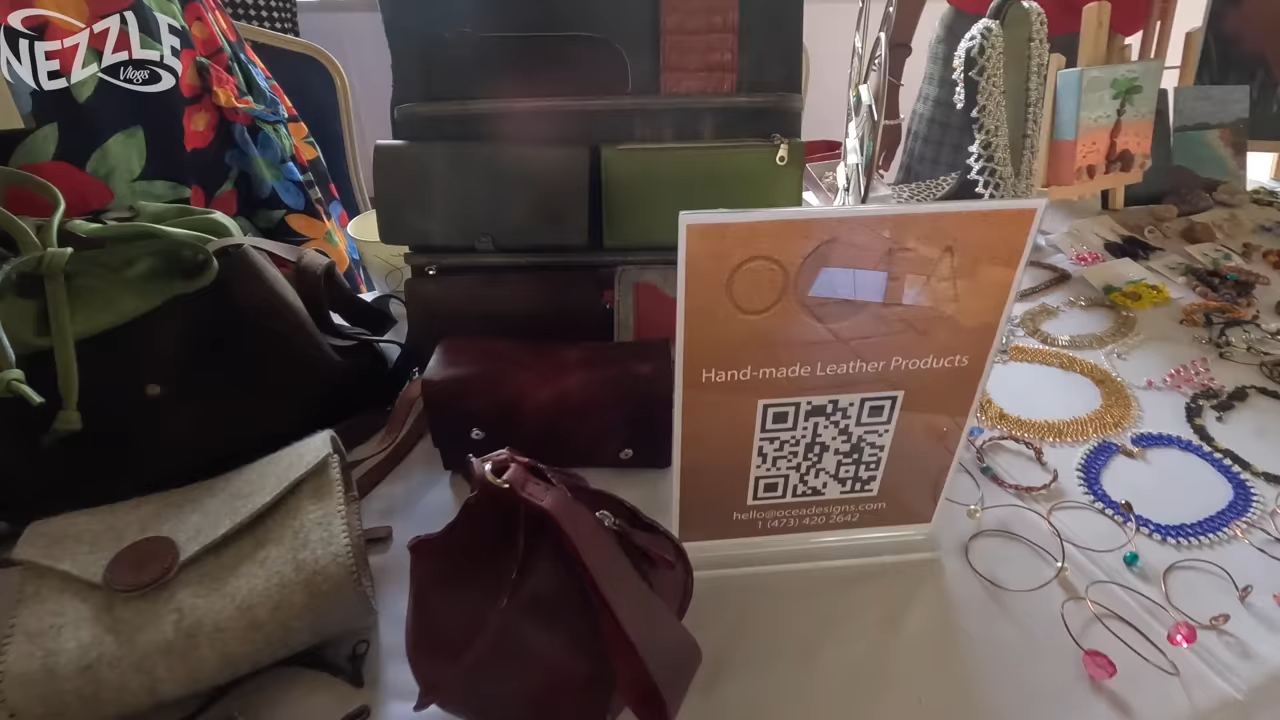 NEZZLE
Vlogs
OCEA
Hand-made Leather Products
hello@oceadesigns.com
1 (473) 420 2642